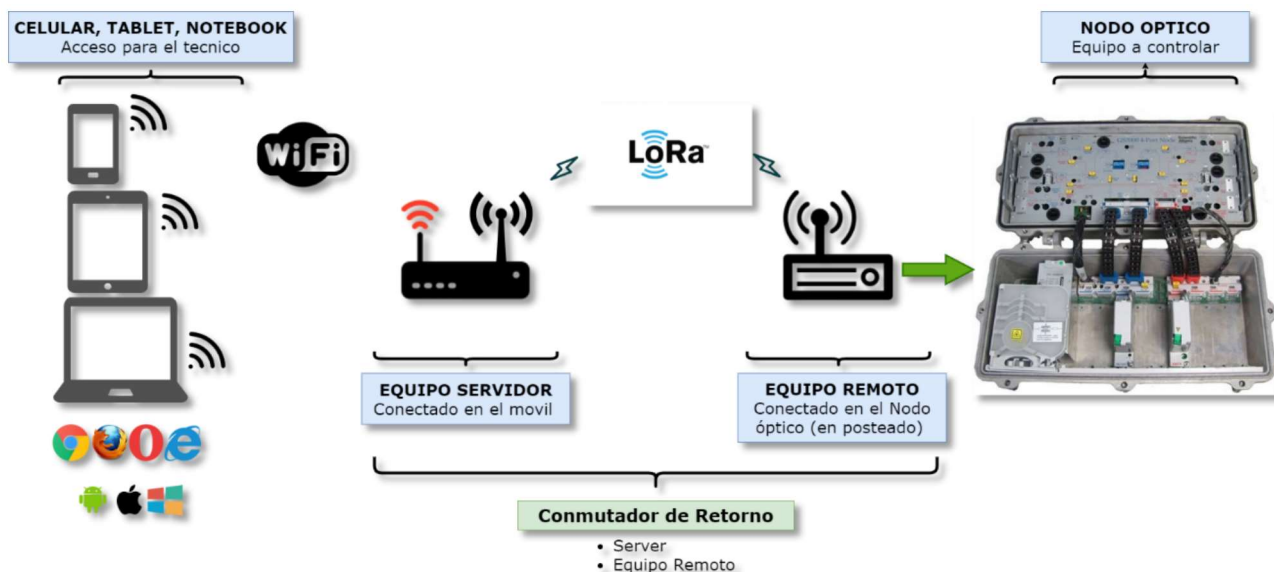 CELULAR, TABLET, NOTEBOOK
Acceso para el tecnico
NODO OPTICO
Equipo a controlar
WiFi
LoRa™
EQUIPO SERVIDOR
Conectado en el movil
EQUIPO REMOTO
Conectado en el Nodo
óptico (en posteado)
Conmutador de Retorno
• Server
• Equipo Remoto